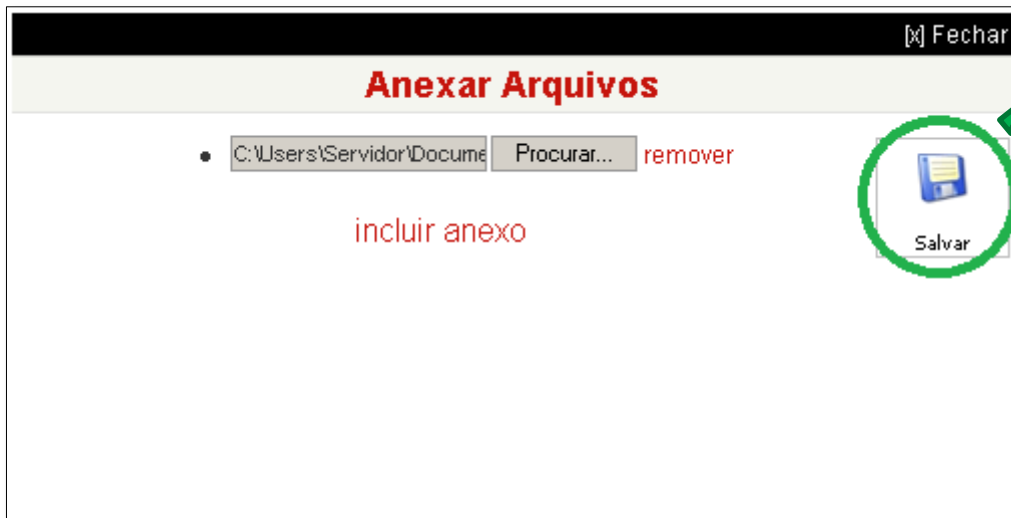 [x] Fechar
Anexar Arquivos
C:\Users\Servidor\Docume Procurar... remover
incluir anexo
Salvar